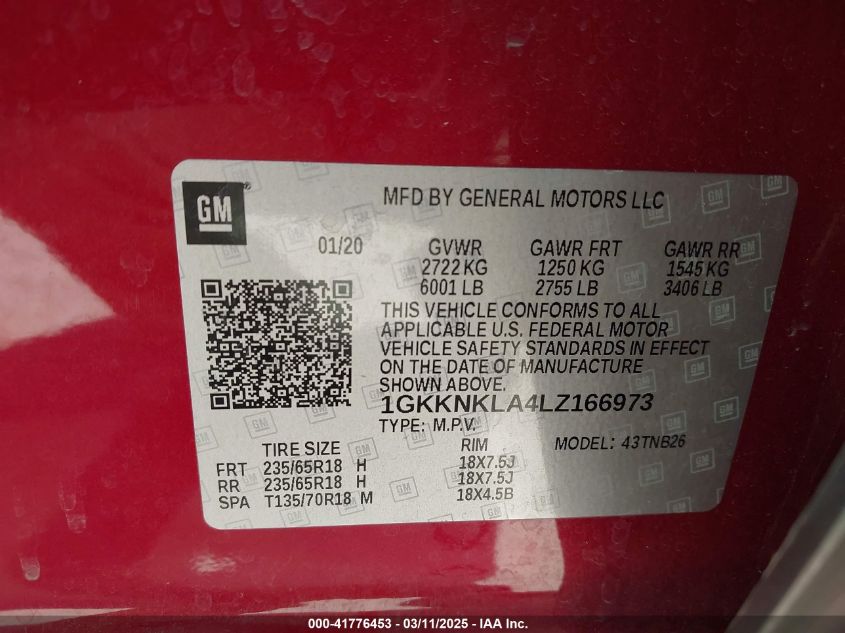 GM ®
MFD BY GENERAL MOTORS LLC
01/20 GVWR GAWR FRT GAWR RR
2722 KG 1250 KG 1545 KG
6001 LB 2755 LB 3406 LB
THIS VEHICLE CONFORMS TO ALL
APPLICABLE U.S. FEDERAL MOTOR
VEHICLE SAFETY STANDARDS IN EFFECT
ON THE DATE OF MANUFACTURE
SHOWN ABOVE.
1GKKNKLA4LZ166973
TYPE: M.P.V. MODEL: 43TNB26
TIRE SIZE RIM
FRT 235/65R18 H 18X7.5J
RR 235/65R18 H 18X7.5J
SPA T135/70R18 M 18X4.5B
000-41776453 - 03/11/2025 - IAA Inc.